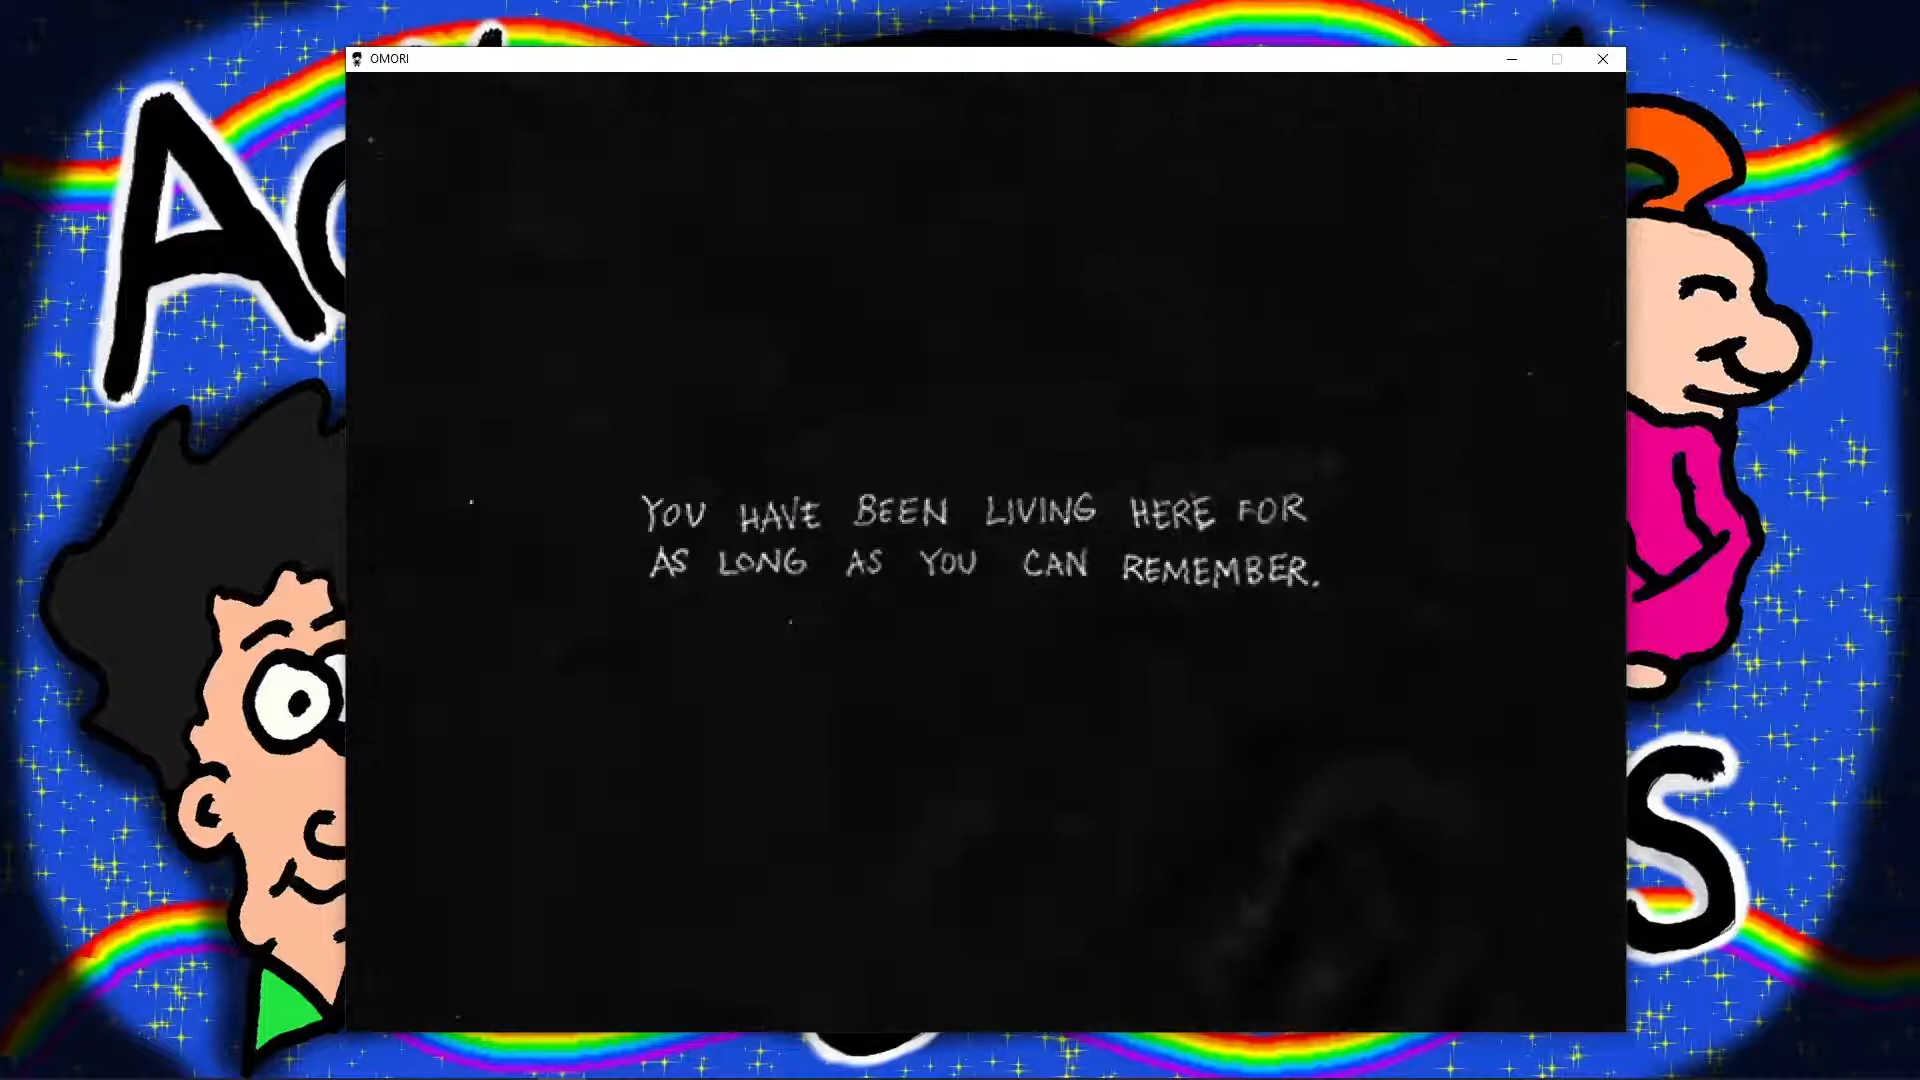 OMORI
YOU HAVE BEEN LIVING HERE FOR
AS LONG AS YOU CAN REMEMBER.